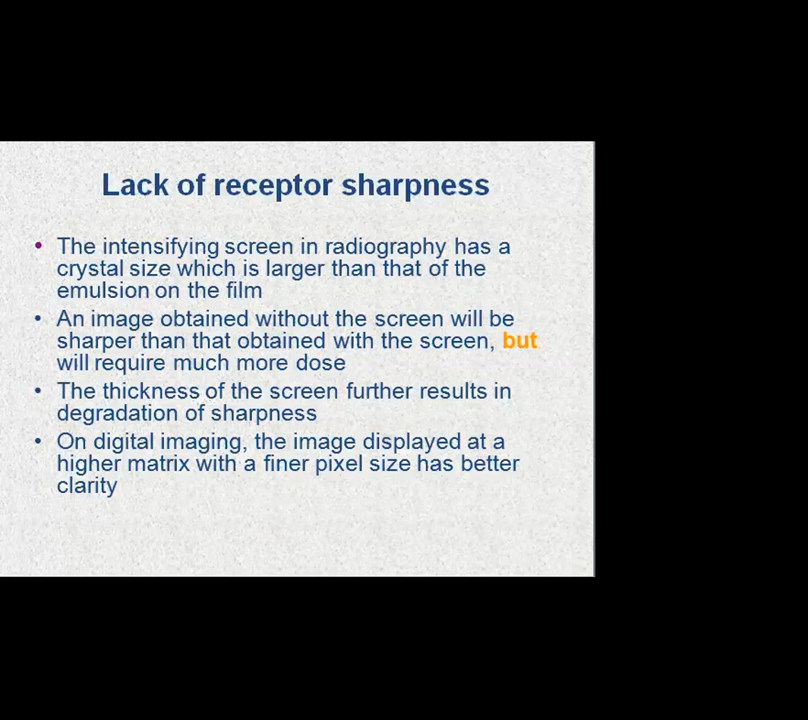 Lack of receptor sharpness
• The intensifying screen in radiography has a
crystal size which is larger than that of the
emulsion on the film
• An image obtained without the screen will be
sharper than that obtained with the screen, but
will require much more dose
• The thickness of the screen further results in
degradation of sharpness
• On digital imaging, the image displayed at a
higher matrix with a finer pixel size has better
clarity